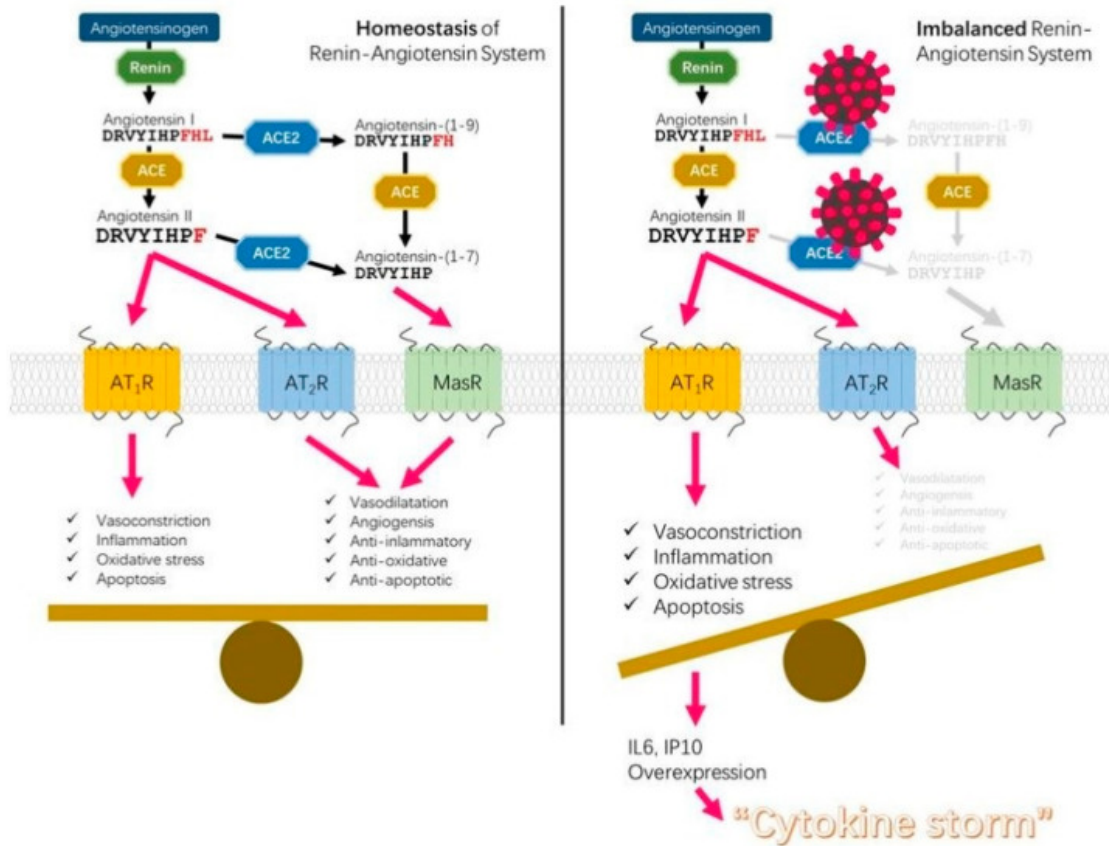 Angiotensinogen
Homeostasis of
Renin-Angiotensin System
Renin
Angiotensin I
DRVYIHPFHL
ACE2
Angiotensin-(1-9)
DRVYIHPFH
ACE
ACE
Angiotensin II
DRVYIHPF
ACE2
Angiotensin-(1-7)
DRVYIHP
AT1R
AT2R
MasR
✓ Vasoconstriction
✓ Inflammation
✓ Oxidative stress
✓ Apoptosis
✓ Vasodilatation
✓ Angiogensis
✓ Anti-inlammatory
✓ Anti-oxidative
✓ Anti-apoptotic
Angiotensinogen
Imbalanced Renin-
Angiotensin System
Renin
Angiotensin I
DRVYIHPFHL
ACE2
Angiotensin-(1-9)
DRVYIHPFH
ACE
ACE
Angiotensin II
DRVYIHPF
ACE2
Angiotensin-(1-7)
DRVYIHP
AT1R
AT2R
MasR
✓ Vasodilatation
✓ Angiogensis
✓ Anti-inlammatory
✓ Anti-oxidative
✓ Anti-apoptotic
✓ Vasoconstriction
✓ Inflammation
✓ Oxidative stress
✓ Apoptosis
IL6, IP10
Overexpression
"Cytokine storm"